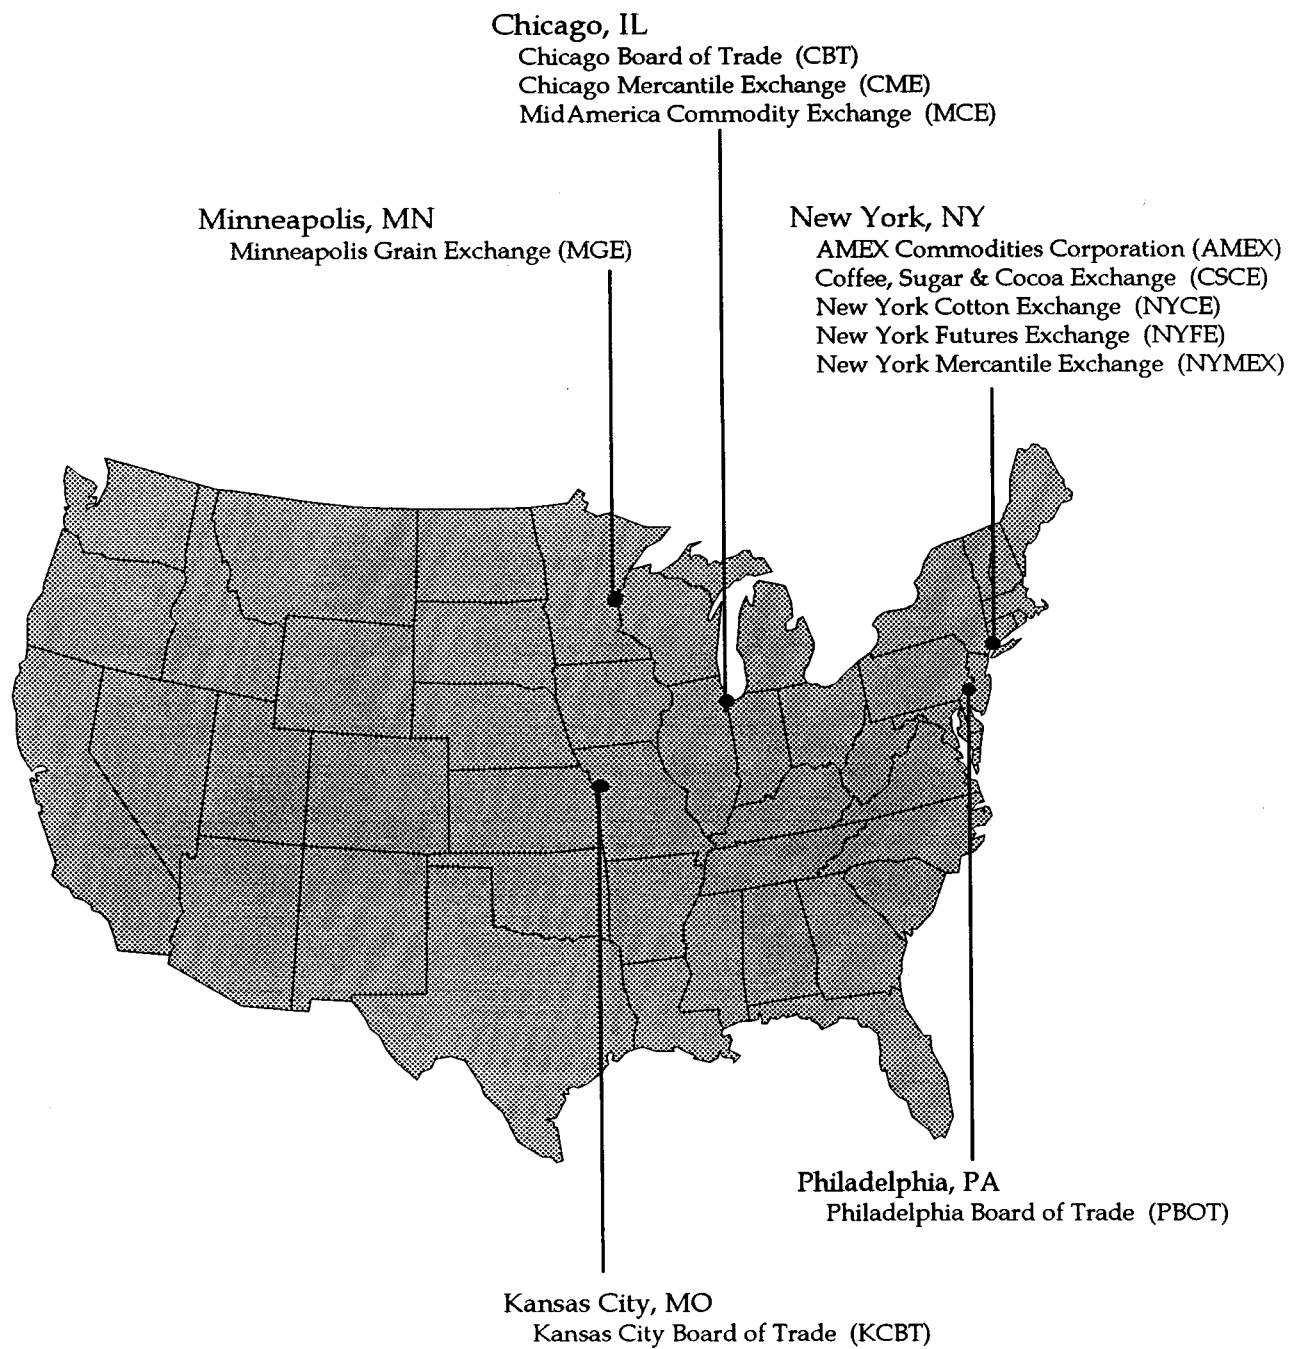 Chicago, IL
Chicago Board of Trade (CBT)
Chicago Mercantile Exchange (CME)
MidAmerica Commodity Exchange (MCE)
Minneapolis, MN
Minneapolis Grain Exchange (MGE)
New York, NY
AMEX Commodities Corporation (AMEX)
Coffee, Sugar & Cocoa Exchange (CSCE)
New York Cotton Exchange (NYCE)
New York Futures Exchange (NYFE)
New York Mercantile Exchange (NYMEX)
Philadelphia, PA
Philadelphia Board of Trade (PBOT)
Kansas City, MO
Kansas City Board of Trade (KCBT)